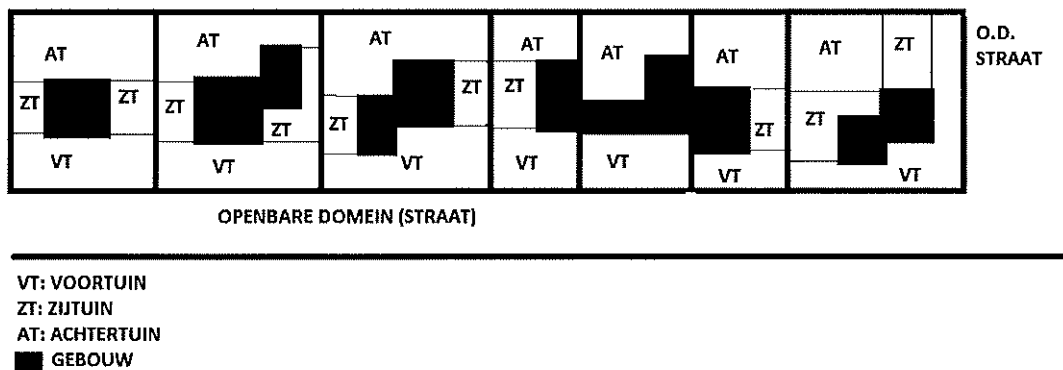 AT
ZT
ZT
VT
AT
ZT
ZT
VT
AT
ZT
ZT
VT
AT
ZT
VT
AT
VT
AT
ZT
VT
AT
ZT
ZT
VT
O.D.
STRAAT
OPENBARE DOMEIN (STRAAT)
VT: VOORTUIN
ZT: ZIJTUIN
AT: ACHTERTUIN
GEBOUW